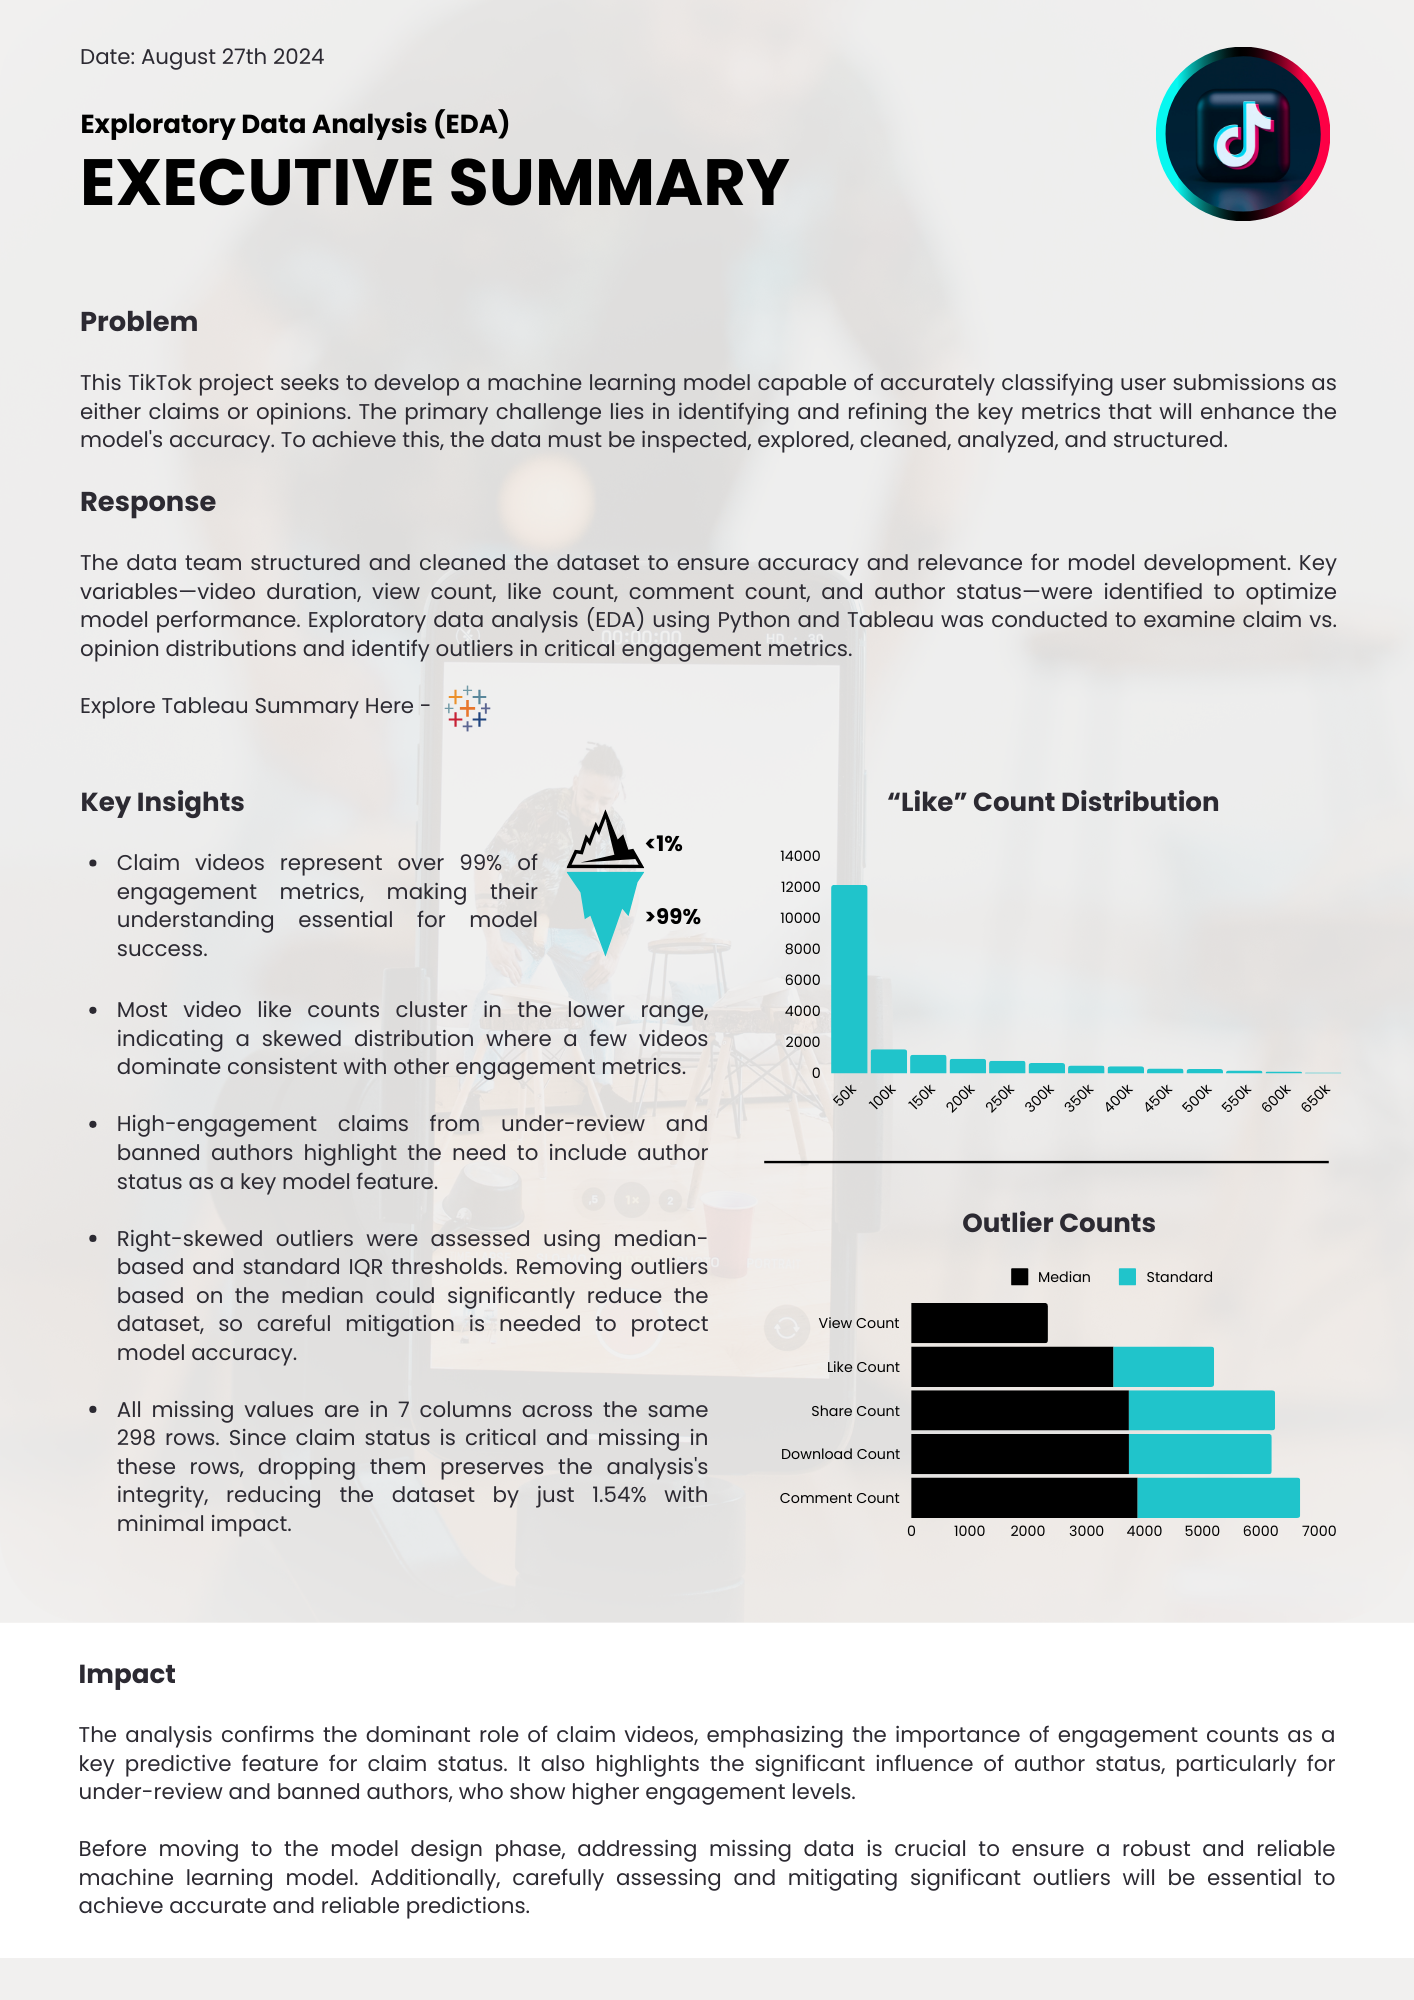 Date: August 27th 2024
Exploratory Data Analysis (EDA)
EXECUTIVE SUMMARY
Problem
This TikTok project seeks to develop a machine learning model capable of accurately classifying user submissions as
either claims or opinions. The primary challenge lies in identifying and refining the key metrics that will enhance the
model's accuracy. To achieve this, the data must be inspected, explored, cleaned, analyzed, and structured.
Response
The data team structured and cleaned the dataset to ensure accuracy and relevance for model development. Key
variables—video duration, view count, like count, comment count, and author status—were identified to optimize
model performance. Exploratory data analysis (EDA) using Python and Tableau was conducted to examine claim vs.
opinion distributions and identify outliers in critical engagement metrics.
00:00:00
HD · 30
Explore Tableau Summary Here -
Key Insights
• Claim videos represent over 99% of
engagement metrics, making their
understanding essential for model
success.
<1%
>99%
• Most video like counts cluster in the lower range,
indicating a skewed distribution where a few videos
dominate consistent with other engagement metrics.
• High-engagement claims from under-review and
banned authors highlight the need to include author
status as a key model feature.
.5 1× 2
• Right-skewed outliers were assessed using median-
based and standard IQR thresholds. Removing outliers
based on the median could significantly reduce the
dataset, so careful mitigation is needed to protect
model accuracy.
• All missing values are in 7 columns across the same
298 rows. Since claim status is critical and missing in
these rows, dropping them preserves the analysis's
integrity, reducing the dataset by just 1.54% with
minimal impact.
“Like” Count Distribution
14000
12000
10000
8000
6000
4000
2000
0
50k 100k 150k 200k 250k 300k 350k 400k 450k 500k 550k 600k 650k
Outlier Counts
Median Standard
View Count
Like Count
Share Count
Download Count
Comment Count
0 1000 2000 3000 4000 5000 6000 7000
Impact
The analysis confirms the dominant role of claim videos, emphasizing the importance of engagement counts as a
key predictive feature for claim status. It also highlights the significant influence of author status, particularly for
under-review and banned authors, who show higher engagement levels.
Before moving to the model design phase, addressing missing data is crucial to ensure a robust and reliable
machine learning model. Additionally, carefully assessing and mitigating significant outliers will be essential to
achieve accurate and reliable predictions.